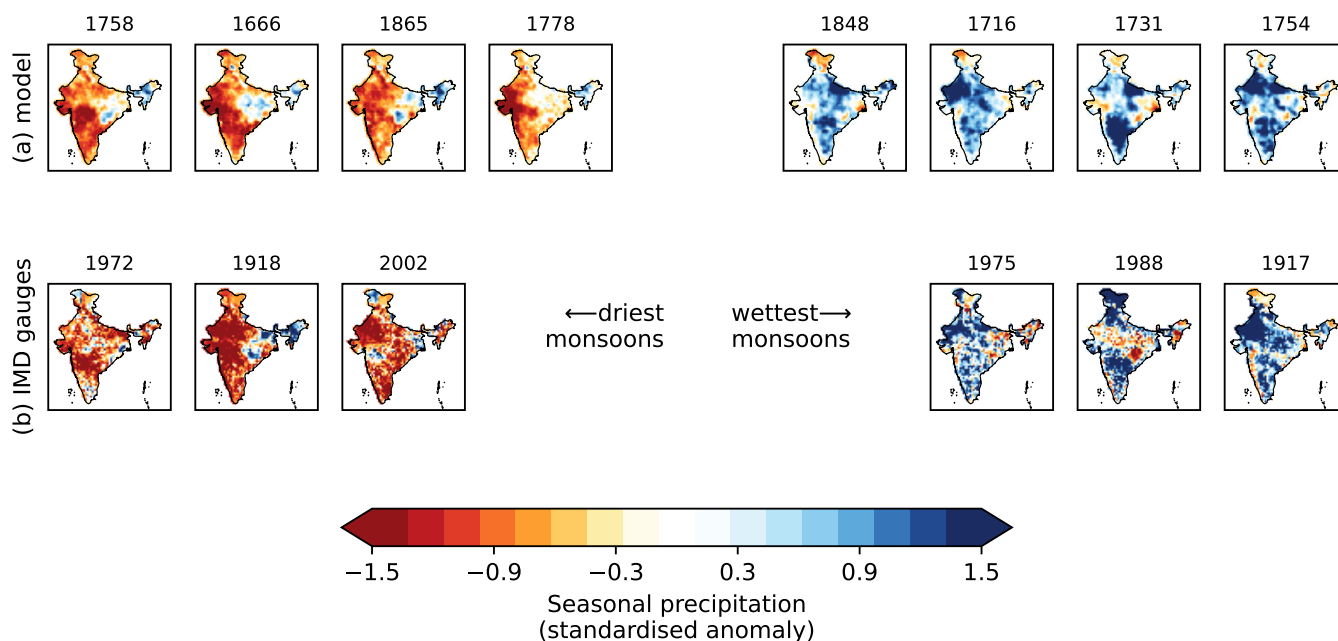 1758 1666 1865 1778 1848 1716 1731 1754
(a) model
1972 1918 2002 1975 1988 1917
(b) IMD gauges
←driest
monsoons
wettest→
monsoons
−1.5 −0.9 −0.3 0.3 0.9 1.5
Seasonal precipitation
(standardised anomaly)